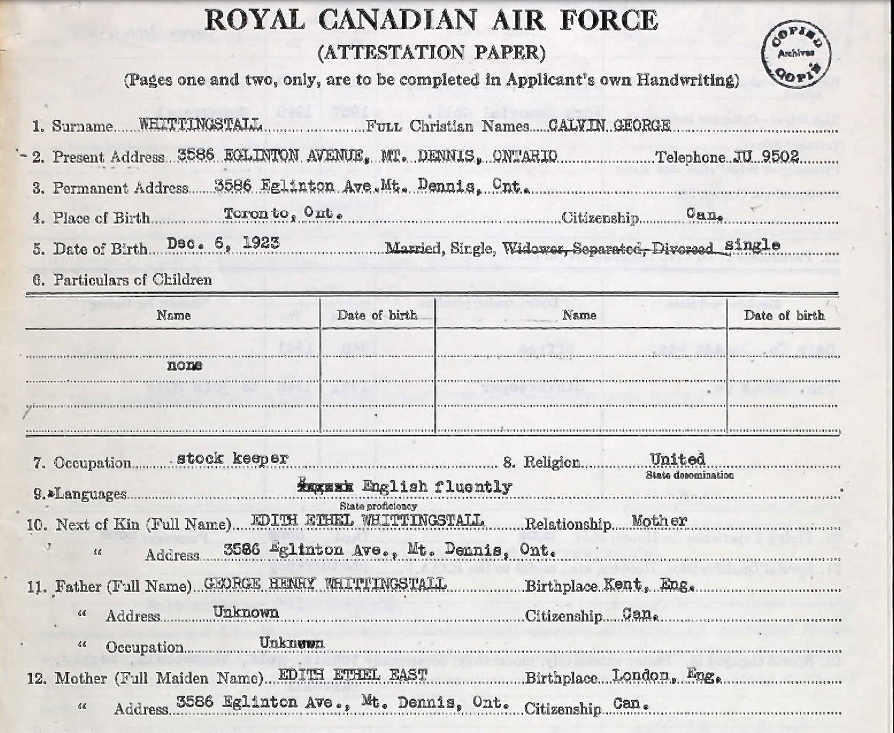 ROYAL CANADIAN AIR FORCE
(ATTESTATION PAPER)
COPIED
Archives
COPIÉ
(Pages one and two, only, are to be completed in Applicant's own Handwriting)
1. Surname WHITTINGSTALL Full Christian Names CALVIN GEORGE
2. Present Address 3586 EGLINTON AVENUE, MT. DENNIS, ONTARIO Telephone JU 9502
3. Permanent Address 3586 Eglinton Ave.Mt. Dennis, Ont.
4. Place of Birth Toronto, Ont. Citizenship Can.
5. Date of Birth Dec. 6, 1923 Married, Single, Widower, Separated, Divorced single
6. Particulars of Children
Name Date of birth Name Date of birth
none
7. Occupation stock keeper 8. Religion United
State denomination
9. Languages English fluently
State proficiency
10. Next of Kin (Full Name) EDITH ETHEL WHITTINGSTALL Relationship Mother
" Address 3586 Eglinton Ave., Mt. Dennis, Ont.
11. Father (Full Name) GEORGE HENRY WHITTINGSTALL Birthplace Kent, Eng.
" Address Unknown Citizenship Can.
" Occupation Unknown
12. Mother (Full Maiden Name) EDITH ETHEL EAST Birthplace London, Eng.
" Address 3586 Eglinton Ave., Mt. Dennis, Ont. Citizenship Can.